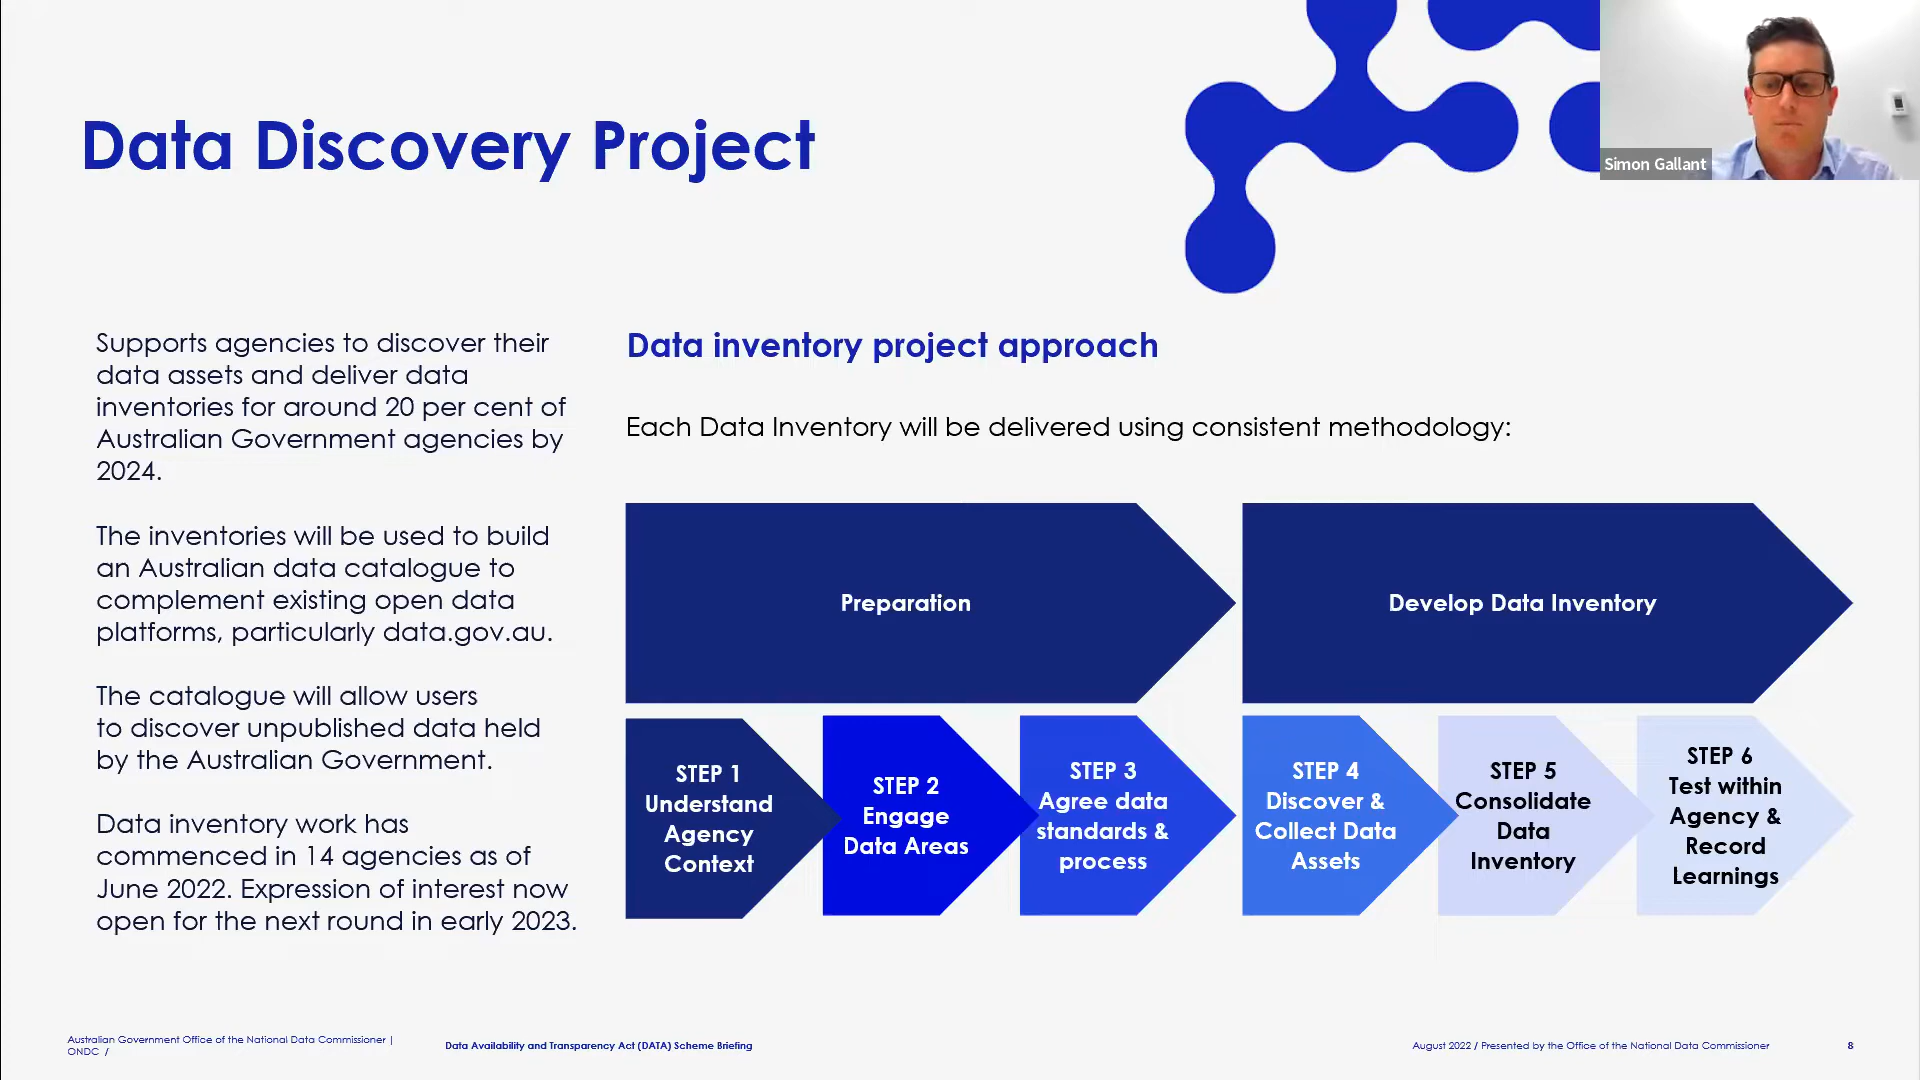 Data Discovery Project
Simon Gallant
Supports agencies to discover their
data assets and deliver data
inventories for around 20 per cent of
Australian Government agencies by
2024.
The inventories will be used to build
an Australian data catalogue to
complement existing open data
platforms, particularly data.gov.au.
The catalogue will allow users
to discover unpublished data held
by the Australian Government.
Data inventory work has
commenced in 14 agencies as of
June 2022. Expression of interest now
open for the next round in early 2023.
Data inventory project approach
Each Data Inventory will be delivered using consistent methodology:
Preparation
Develop Data Inventory
STEP 1
Understand
Agency
Context
STEP 2
Engage
Data Areas
STEP 3
Agree data
standards &
process
STEP 4
Discover &
Collect Data
Assets
STEP 5
Consolidate
Data
Inventory
STEP 6
Test within
Agency &
Record
Learnings
Australian Government Office of the National Data Commissioner |
ONDC /
Data Availability and Transparency Act (DATA) Scheme Briefing
August 2022 / Presented by the Office of the National Data Commissioner
8